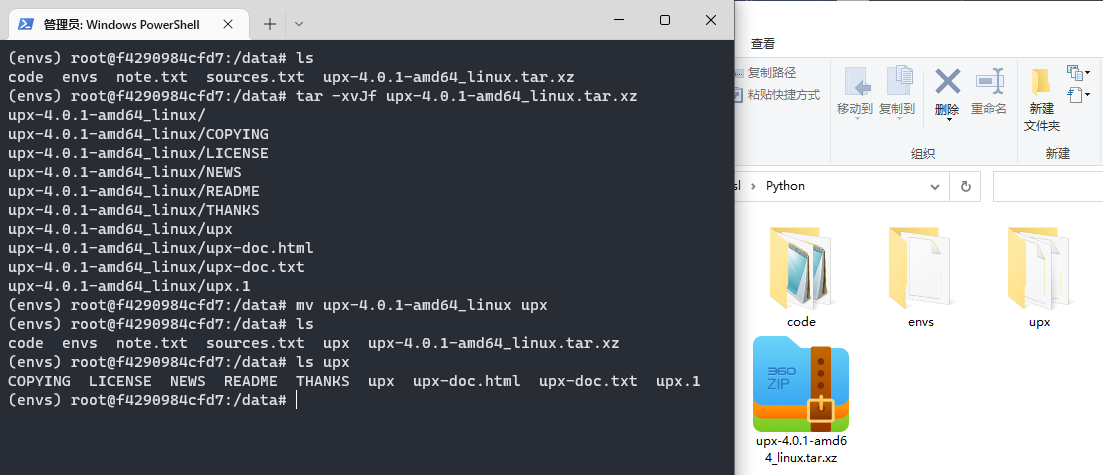 管理员: Windows PowerShell
(envs) root@f4290984cfd7:/data# ls
code  envs  note.txt  sources.txt  upx-4.0.1-amd64_linux.tar.xz
(envs) root@f4290984cfd7:/data# tar -xvJf upx-4.0.1-amd64_linux.tar.xz
upx-4.0.1-amd64_linux/
upx-4.0.1-amd64_linux/COPYING
upx-4.0.1-amd64_linux/LICENSE
upx-4.0.1-amd64_linux/NEWS
upx-4.0.1-amd64_linux/README
upx-4.0.1-amd64_linux/THANKS
upx-4.0.1-amd64_linux/upx
upx-4.0.1-amd64_linux/upx-doc.html
upx-4.0.1-amd64_linux/upx-doc.txt
upx-4.0.1-amd64_linux/upx.1
(envs) root@f4290984cfd7:/data# mv upx-4.0.1-amd64_linux upx
(envs) root@f4290984cfd7:/data# ls
code  envs  note.txt  sources.txt  upx  upx-4.0.1-amd64_linux.tar.xz
(envs) root@f4290984cfd7:/data# ls upx
COPYING  LICENSE  NEWS  README  THANKS  upx  upx-doc.html  upx-doc.txt  upx.1
(envs) root@f4290984cfd7:/data#
查看
复制路径
粘贴快捷方式
移动到
复制到
删除
重命名
新建
文件夹
组织
新建
sl > Python
code
envs
upx
360
ZIP
upx-4.0.1-amd6
4_linux.tar.xz